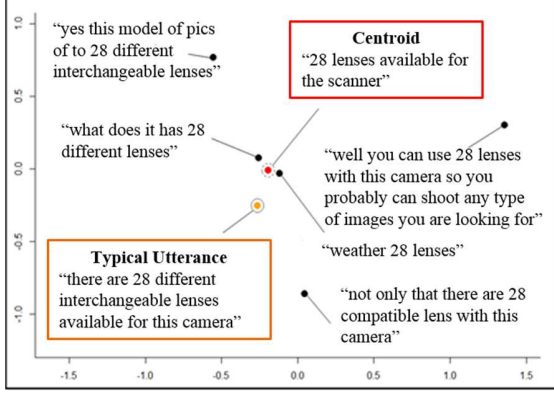 “yes this model of pics
of to 28 different
interchangeable lenses”
Centroid
“28 lenses available for
the scanner”
“what does it has 28
different lenses”
“well you can use 28 lenses
with this camera so you
probably can shoot any type
of images you are looking for”
“weather 28 lenses”
Typical Utterance
“there are 28 different
interchangeable lenses
available for this camera”
“not only that there are 28
compatible lens with this
camera”
1.0
0.5
0.0
-0.5
-1.0
-1.5 -1.0 -0.5 0.0 0.5 1.0 1.5